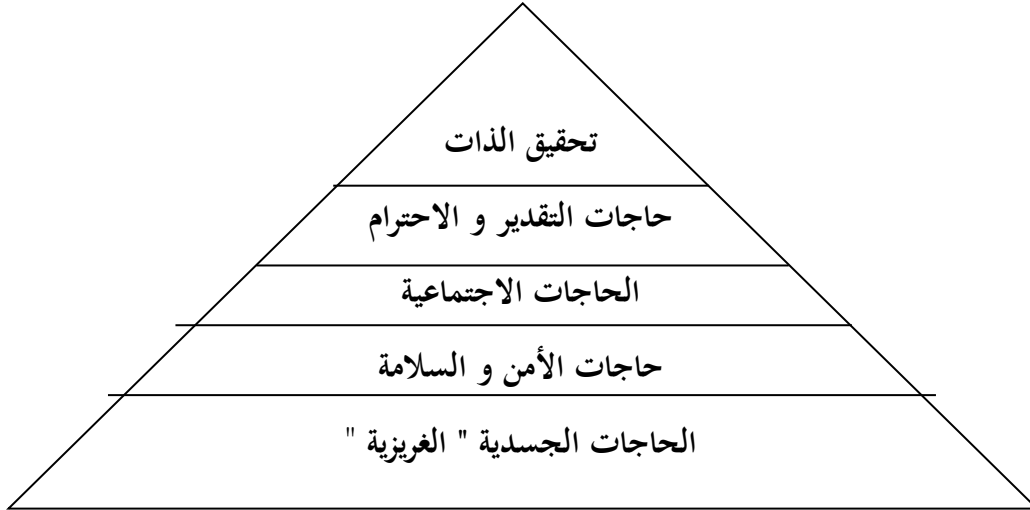 تحقيق الذات
حاجات التقدير و الاحترام
الحاجات الاجتماعية
حاجات الأمن و السلامة
الحاجات الجسدية " الغريزية "